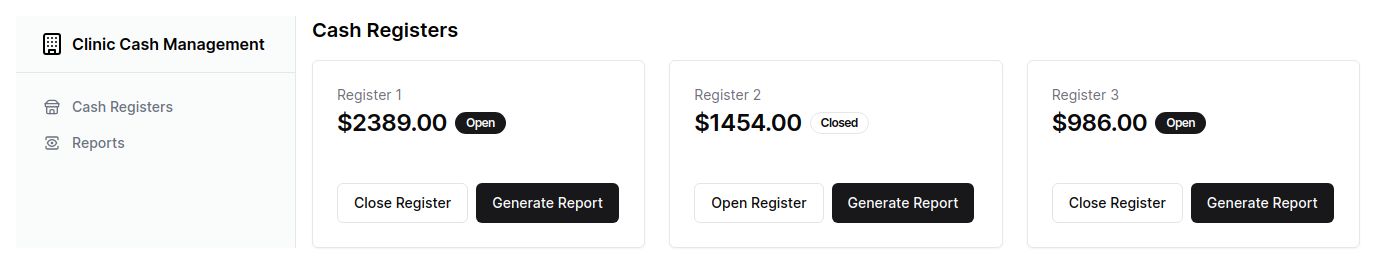 Clinic Cash Management
Cash Registers
Reports
Cash Registers
Register 1
$2389.00 Open
Close Register Generate Report
Register 2
$1454.00 Closed
Open Register Generate Report
Register 3
$986.00 Open
Close Register Generate Report